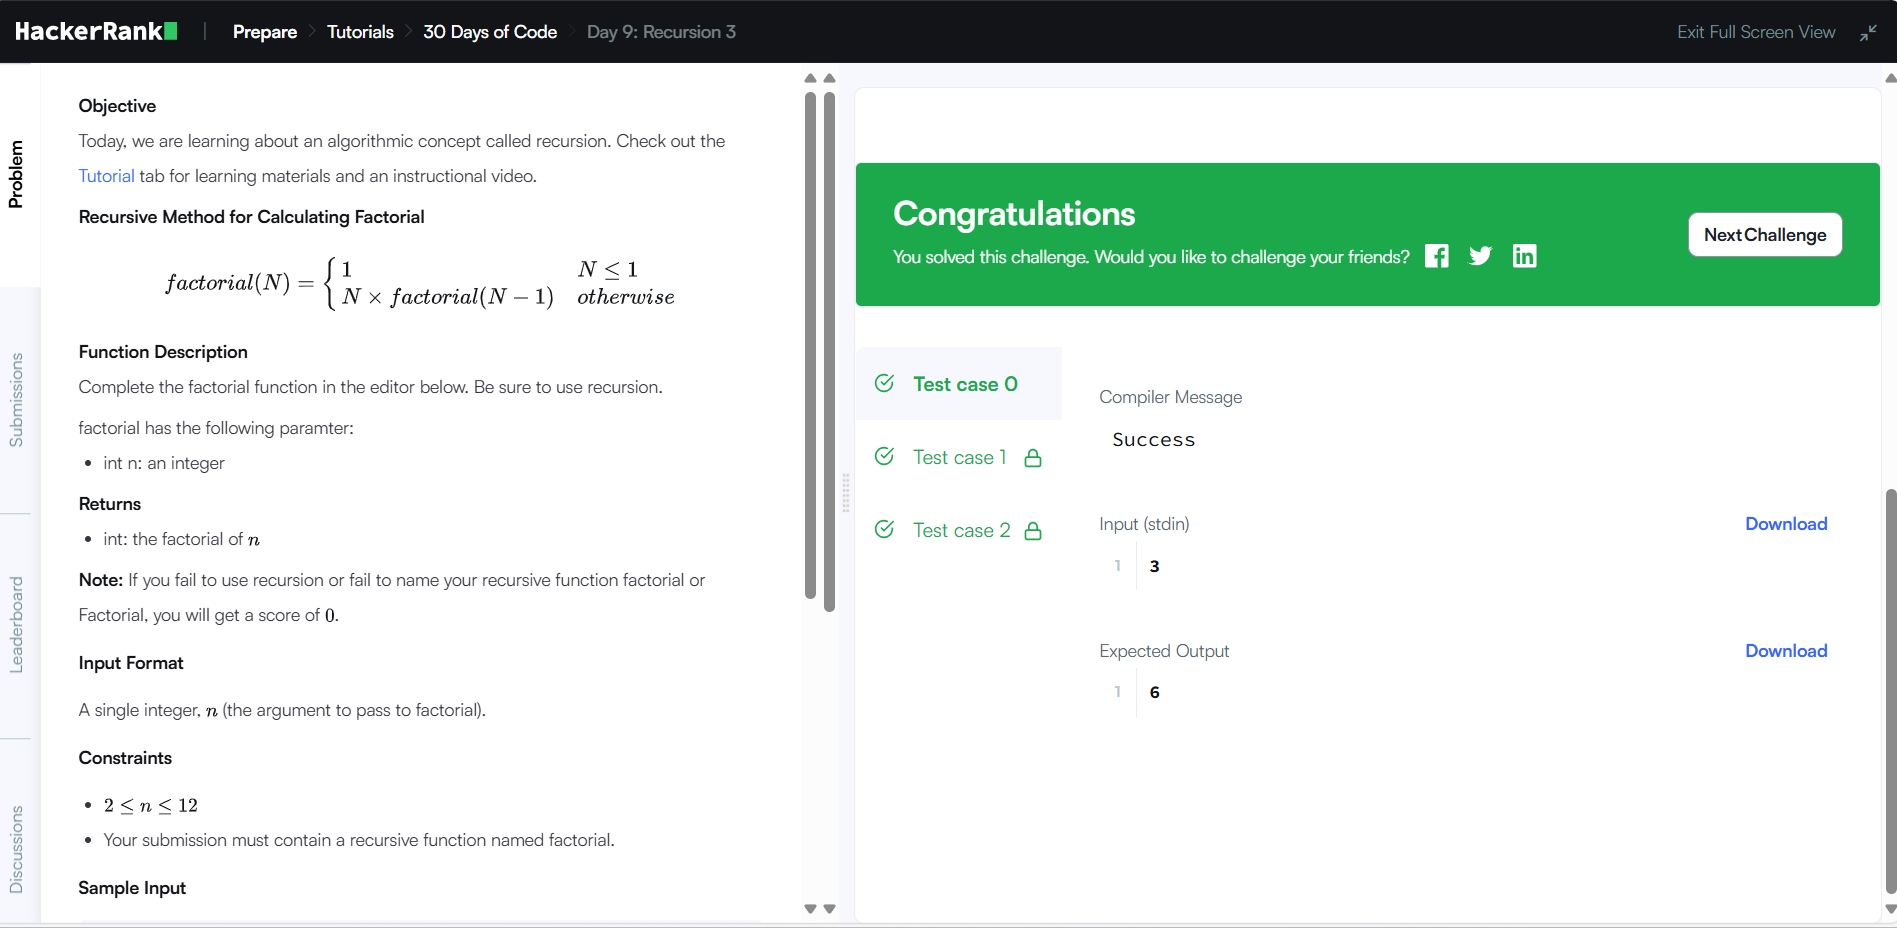 HackerRank
Prepare
Tutorials
30 Days of Code
Day 9: Recursion 3
Exit Full Screen View
Problem
Submissions
Leaderboard
Discussions
Objective
Today, we are learning about an algorithmic concept called recursion. Check out the
Tutorial tab for learning materials and an instructional video.
Recursive Method for Calculating Factorial
factorial(N) = { 1 N ≤ 1
N × factorial(N − 1) otherwise
Function Description
Complete the factorial function in the editor below. Be sure to use recursion.
factorial has the following paramter:
• int n: an integer
Returns
• int: the factorial of n
Note: If you fail to use recursion or fail to name your recursive function factorial or
Factorial, you will get a score of 0.
Input Format
A single integer, n (the argument to pass to factorial).
Constraints
• 2 ≤ n ≤ 12
• Your submission must contain a recursive function named factorial.
Sample Input
Congratulations
You solved this challenge. Would you like to challenge your friends?
Next Challenge
Test case 0
Test case 1
Test case 2
Compiler Message
Success
Input (stdin)
Download
1 3
Expected Output
Download
1 6